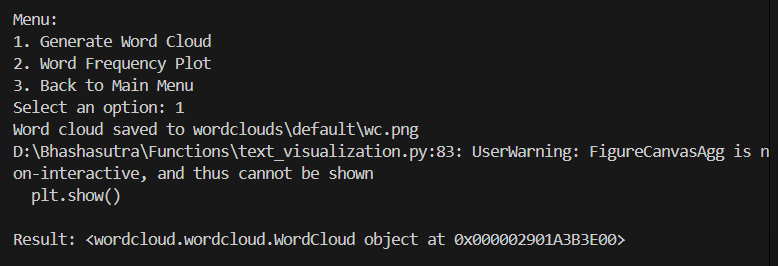 Menu:
1. Generate Word Cloud
2. Word Frequency Plot
3. Back to Main Menu
Select an option: 1
Word cloud saved to wordclouds\default\wc.png
D:\Bhashasutra\Functions\text_visualization.py:83: UserWarning: FigureCanvasAgg is n
on-interactive, and thus cannot be shown
  plt.show()

Result: <wordcloud.wordcloud.WordCloud object at 0x000002901A3B3E00>